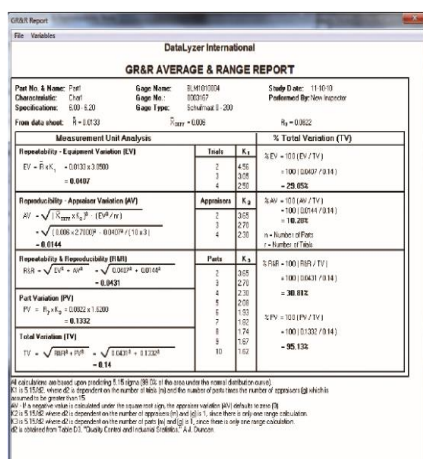 GR&R Report
File Variables
DataLyzer International
GR&R AVERAGE & RANGE REPORT
Part No. & Name: Part1 Gage Name: BLM1010004 Study Date: 11-10-10
Characteristic: Char1 Gage No.: 0000167 Performed By: New Inspector
Specifications: 6.00 - 6.20 Gage Type: Schuifmaat 0 - 200
From data sheet: R = 0.0133 X DIFF = 0.006 Rp = 0.0822
Measurement Unit Analysis % Total Variation (TV)
Repeatability - Equipment Variation (EV) Trials K1 % EV = 100 (EV / TV)
EV = R x K1 = 0.0133 x 3.0500 2 4.56 = 100 (0.0407 / 0.14)
= 0.0407 3 3.05 = 29.05%
4 2.50
Reproducibility - Appraiser Variation (AV) Appraisers K2 % AV = 100 (AV / TV)
AV = √ (X DIFF x K2)² - (EV² / nr) 2 3.65 = 100 (0.0144 / 0.14)
= √ (0.006 x 2.7000)² - 0.0407² / (10 x 3) 3 2.70 = 10.28%
= 0.0144 4 2.30 n = Number of Parts
r = Number of Trials
Repeatability & Reproducibility (R&R) Parts K3 % R&R = 100 (R&R / TV)
R&R = √ EV² + AV² = √ 0.0407² + 0.0144² 2 3.65 = 100 (0.0431 / 0.14)
= 0.0431 3 2.70 = 30.81%
Part Variation (PV) 4 2.30
PV = Rp x K3 = 0.0822 x 1.6200 5 2.08
= 0.1332 6 1.93 % PV = 100 (PV / TV)
7 1.82 = 100 (0.1332 / 0.14)
Total Variation (TV) 8 1.74 = 95.13%
TV = √ R&R² + PV² = √ 0.0431² + 0.1332² 9 1.67
= 0.14 10 1.62
All calculations are based upon predicting 5.15 sigma (99.0% of the area under the normal distribution curve).
K1 is 5.15/d2, where d2 is dependent on the number of trials (m) and the number of parts times the number of appraisers (g) which is
assumed to be greater than 15.
AV - If a negative value is calculated under the square root sign, the appraiser variation (AV) defaults to zero (0).
K2 is 5.15/d2 where d2 is dependent on the number of appraisers (m) and (g) is 1, since there is only one range calculation.
K3 is 5.15/d2, where d2 is dependent on the number of parts (m) and (g) is 1, since there is only one range calculation.
d2 is obtained from Table D3, "Quality Control and Industrial Statistics," A.J. Duncan